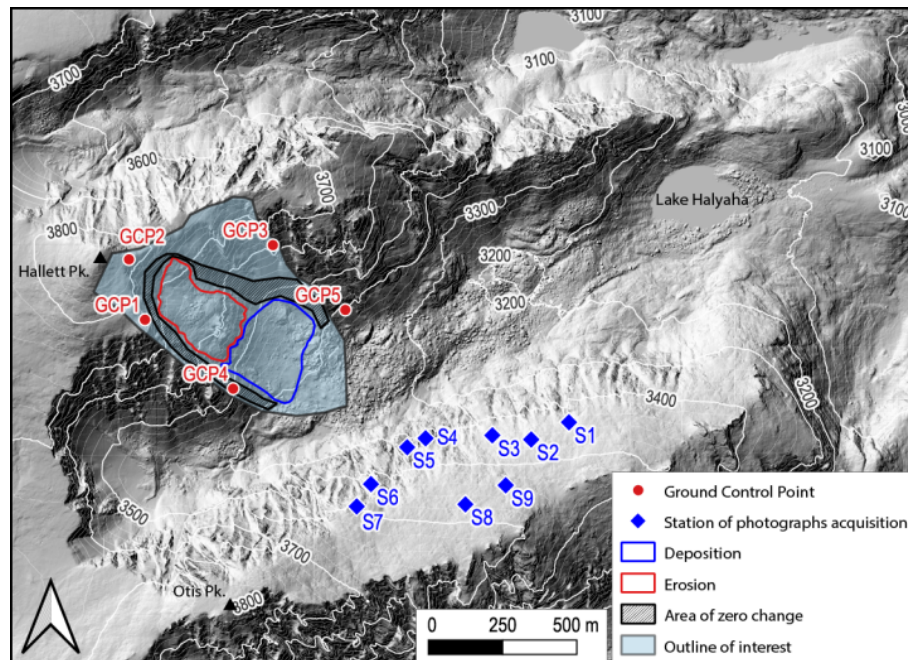 3100
3700
3100
3000
3100
3600
3700
Lake Halyaha
3100
3300
3800
GCP2
GCP3
Hallett Pk.
3200
GCP1
GCP5
3200
GCP4
3400
3200
S1
S4
S3
S2
S5
S6
S9
S7
S8
3500
3700
Otis Pk.
3800
0 250 500 m
Ground Control Point
Station of photographs acquisition
Deposition
Erosion
Area of zero change
Outline of interest